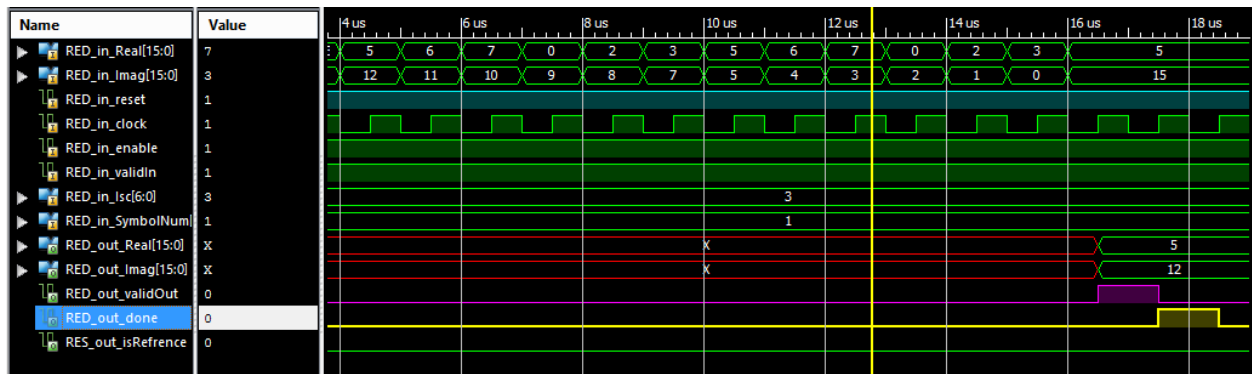 Name Value 4 us 6 us 8 us 10 us 12 us 14 us 16 us 18 us
RED_in_Real[15:0] 7 5 6 7 0 2 3 5 6 7 0 2 3 5
RED_in_Imag[15:0] 3 12 11 10 9 8 7 5 4 3 2 1 0 15
RED_in_reset 1
RED_in_clock 1
RED_in_enable 1
RED_in_validIn 1
RED_in_Isc[6:0] 3 3
RED_in_SymbolNum[ 1 1
RED_out_Real[15:0] X X 5
RED_out_Imag[15:0] X X 12
RED_out_validOut 0
RED_out_done 0
RES_out_isRefrence 0